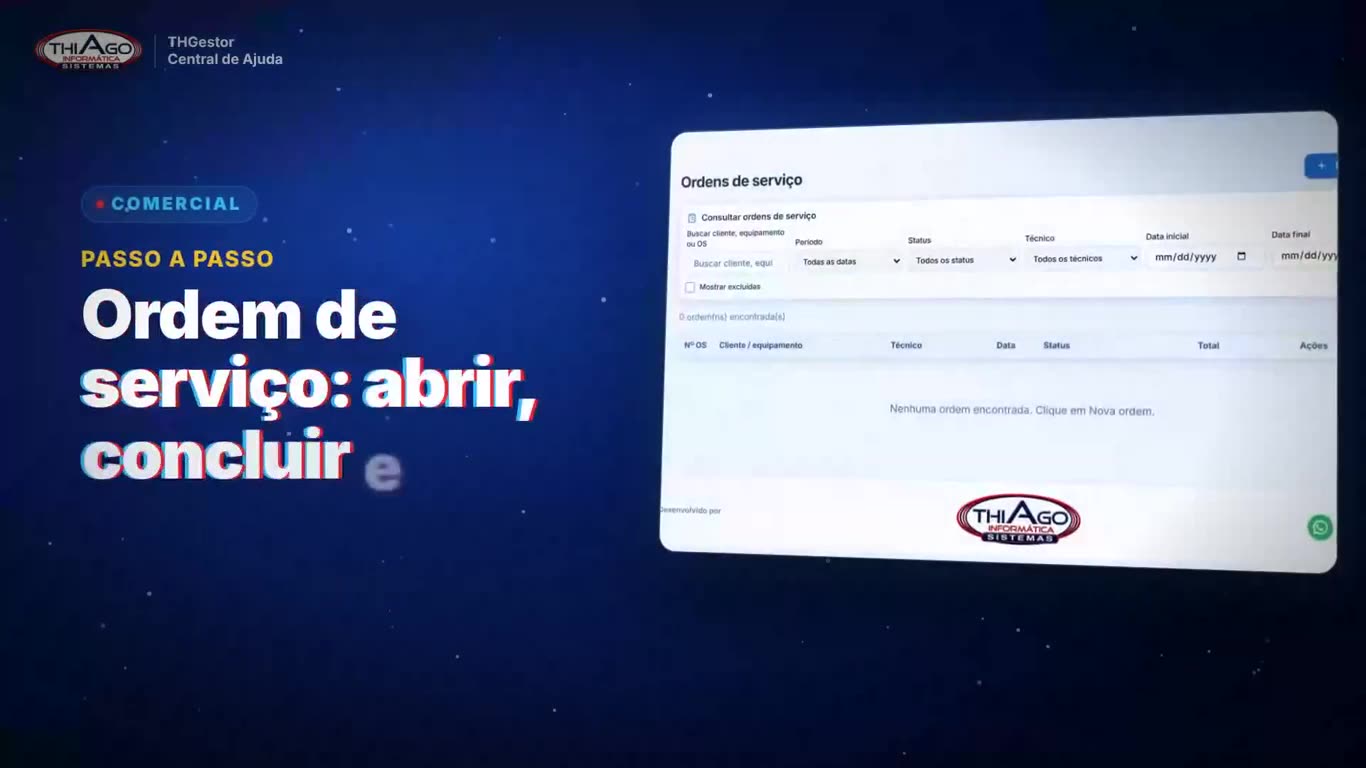 THIAGO
INFORMÁTICA
SISTEMAS
THGestor
Central de Ajuda
COMERCIAL
PASSO A PASSO
Ordem de
serviço: abrir,
concluir e
Ordens de serviço
+
Consultar ordens de serviço
Buscar cliente, equipamento
ou OS
Período
Status
Técnico
Data inicial
Data final
Buscar cliente, equi
Todas as datas
Todos os status
Todos os técnicos
mm/dd/yyyy
mm/dd/yyy
Mostrar excluídas
0 ordem(ns) encontrada(s)
Nº OS Cliente / equipamento Técnico Data Status Total Ações
Nenhuma ordem encontrada. Clique em Nova ordem.
Desenvolvido por
THIAGO
INFORMÁTICA
SISTEMAS